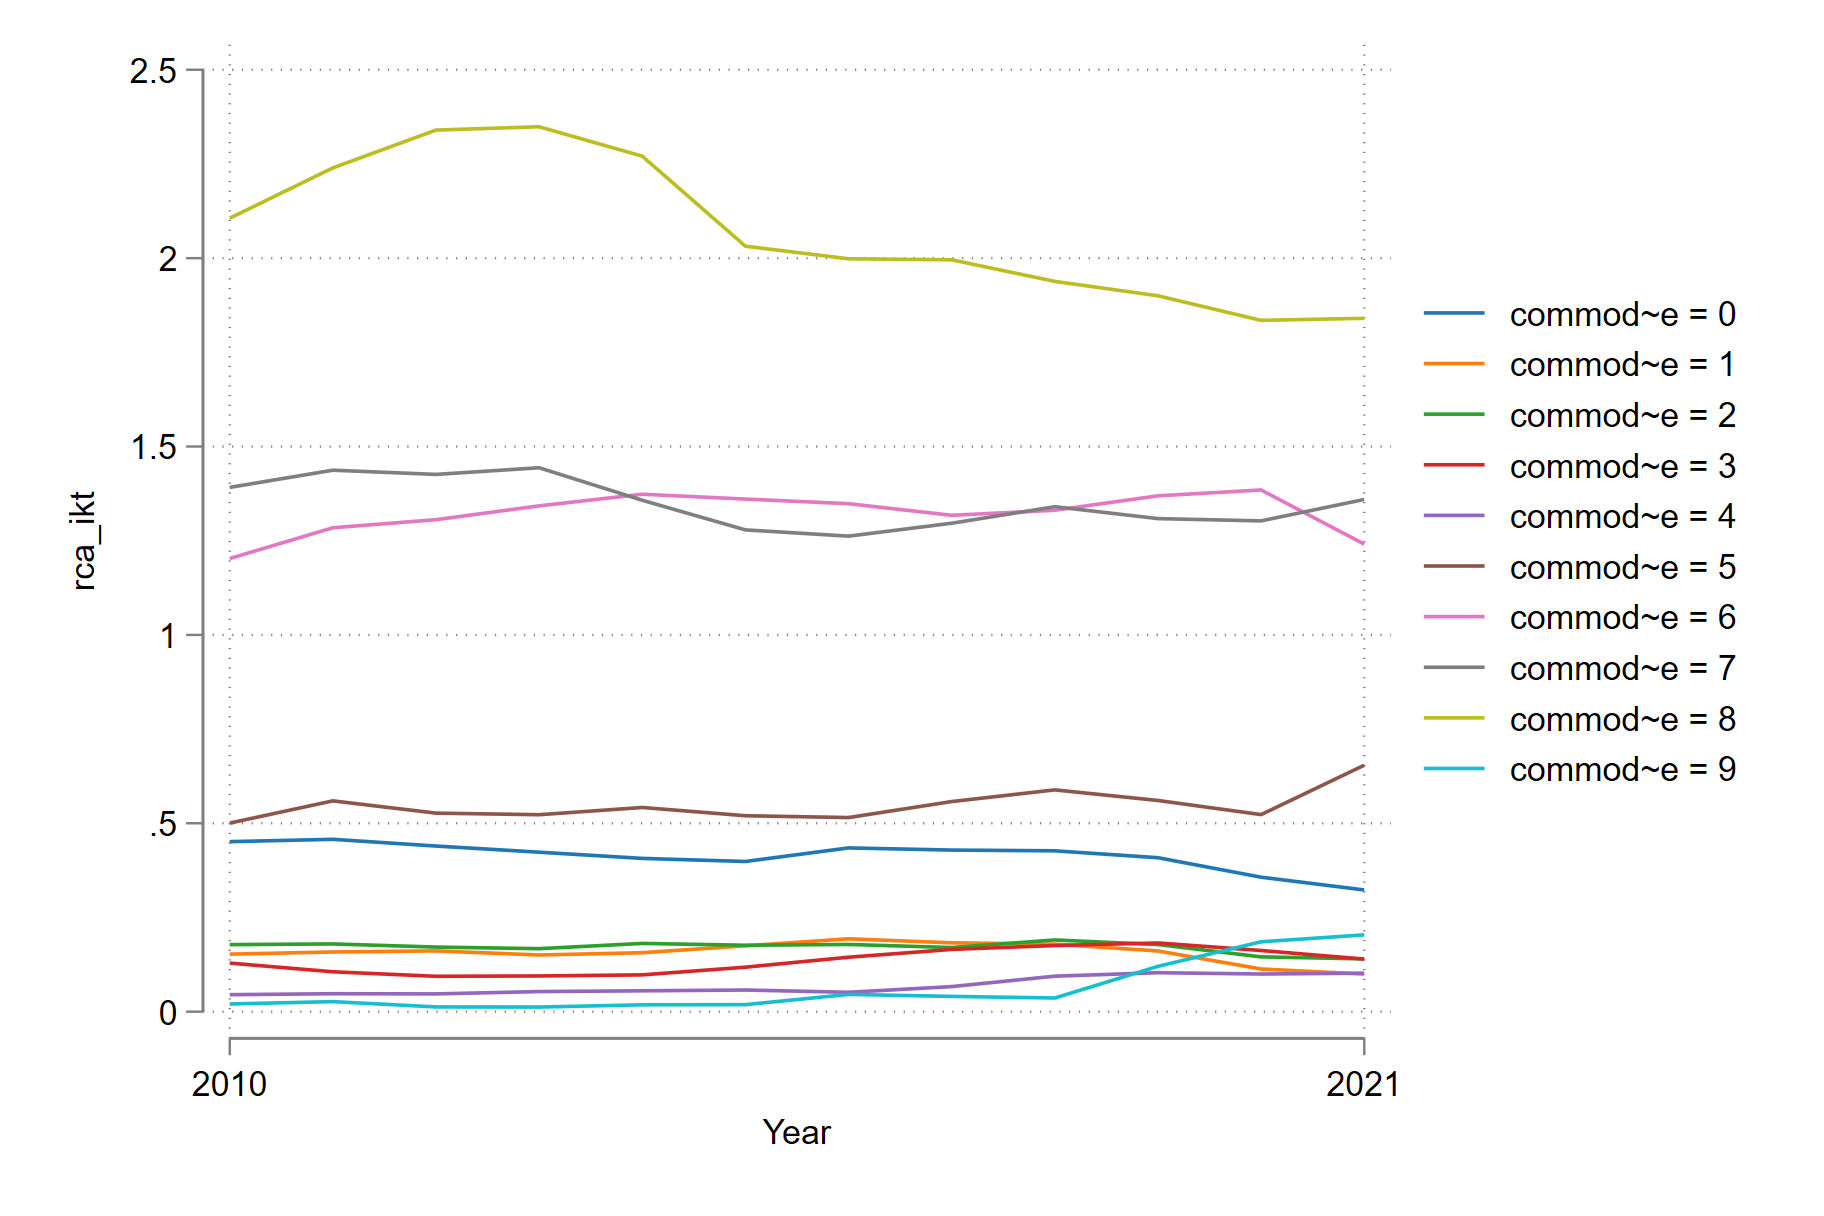 2.5
2
1.5
1
.5
0
rca_ikt
2010
2021
Year
commod~e = 0
commod~e = 1
commod~e = 2
commod~e = 3
commod~e = 4
commod~e = 5
commod~e = 6
commod~e = 7
commod~e = 8
commod~e = 9